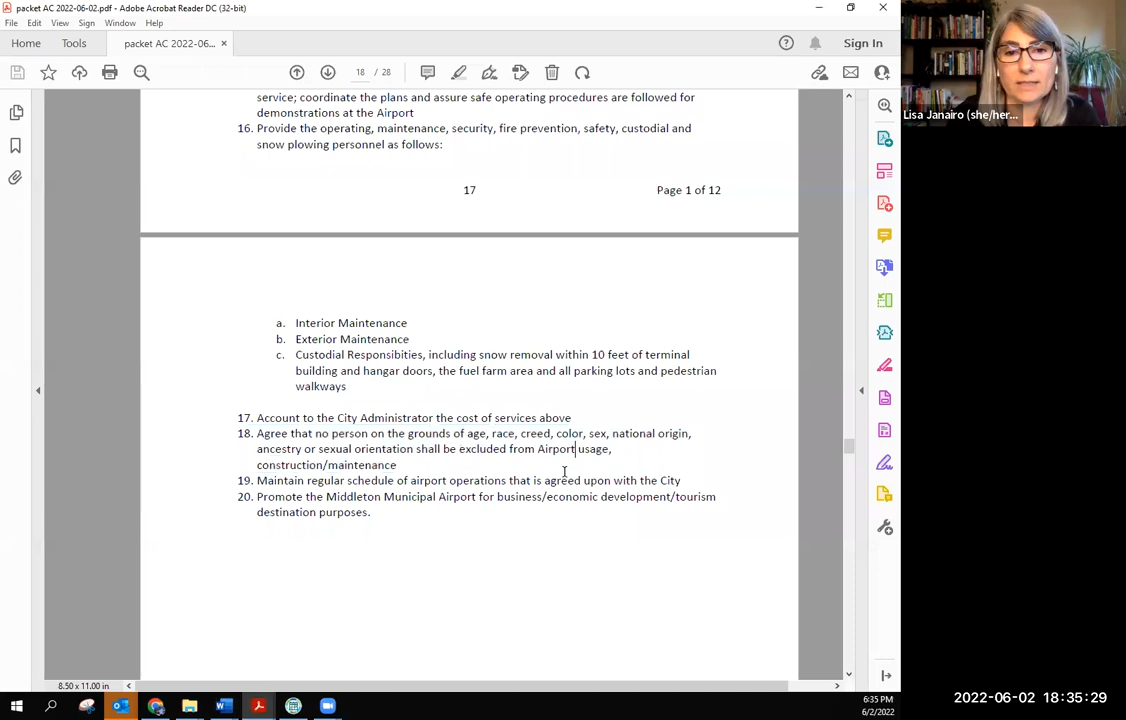 packet AC 2022-06-02.pdf - Adobe Acrobat Reader DC (32-bit)
File Edit View Sign Window Help
Home Tools packet AC 2022-06... × Sign In
18 / 28
service; coordinate the plans and assure safe operating procedures are followed for
demonstrations at the Airport
16. Provide the operating, maintenance, security, fire prevention, safety, custodial and
snow plowing personnel as follows:
17 Page 1 of 12
a. Interior Maintenance
b. Exterior Maintenance
c. Custodial Responsibities, including snow removal within 10 feet of terminal
building and hangar doors, the fuel farm area and all parking lots and pedestrian
walkways
17. Account to the City Administrator the cost of services above
18. Agree that no person on the grounds of age, race, creed, color, sex, national origin,
ancestry or sexual orientation shall be excluded from Airport usage,
construction/maintenance
19. Maintain regular schedule of airport operations that is agreed upon with the City
20. Promote the Middleton Municipal Airport for business/economic development/tourism
destination purposes.
8.50 x 11.00 in
Lisa Janairo (she/her...
6:35 PM
6/2/2022
2022-06-02 18:35:29